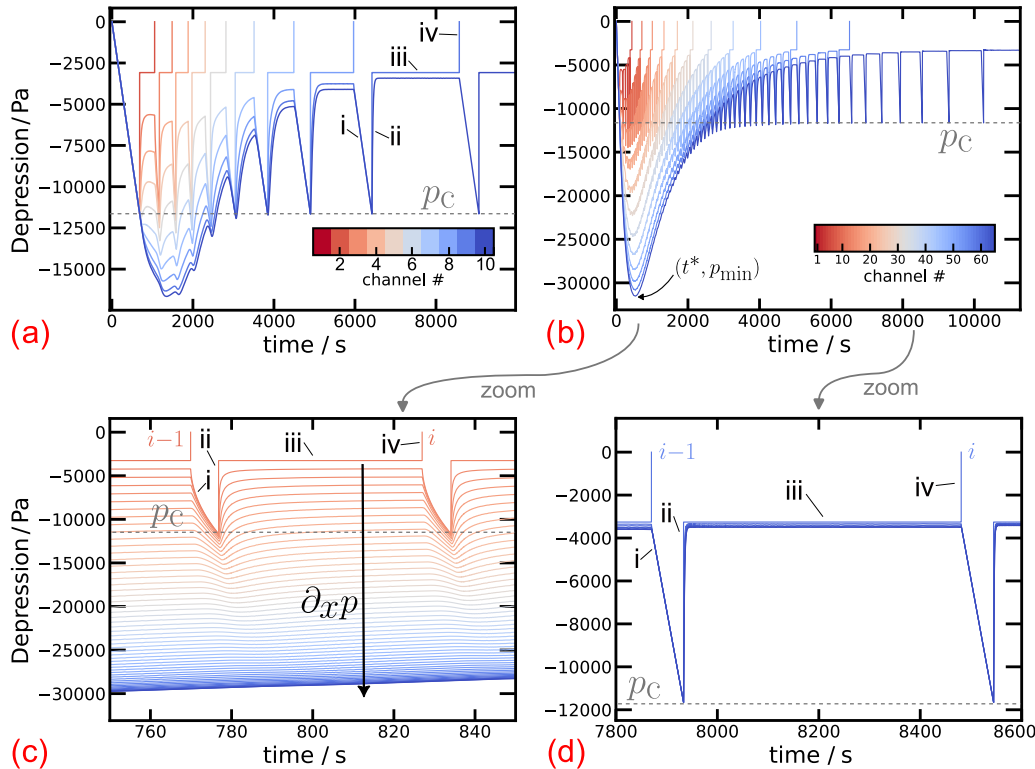 0
−2500
−5000
−7500
−10000
−12500
−15000
Depression / Pa
iv
iii
i
ii
p_C
2 4 6 8 10
channel #
0 2000 4000 6000 8000
time / s
(a)
0
−5000
−10000
−15000
−20000
−25000
−30000
p_C
1 10 20 30 40 50 60
channel #
(t*, p_min)
0 2000 4000 6000 8000 10000
time / s
(b)
zoom
zoom
0
−5000
−10000
−15000
−20000
−25000
−30000
Depression / Pa
i−1
ii
iii
iv
i
i
p_C
∂_x p
760 780 800 820 840
time / s
(c)
0
−2000
−4000
−6000
−8000
−10000
−12000
i−1
i
iv
iii
ii
i
p_C
7800 8000 8200 8400 8600
time / s
(d)